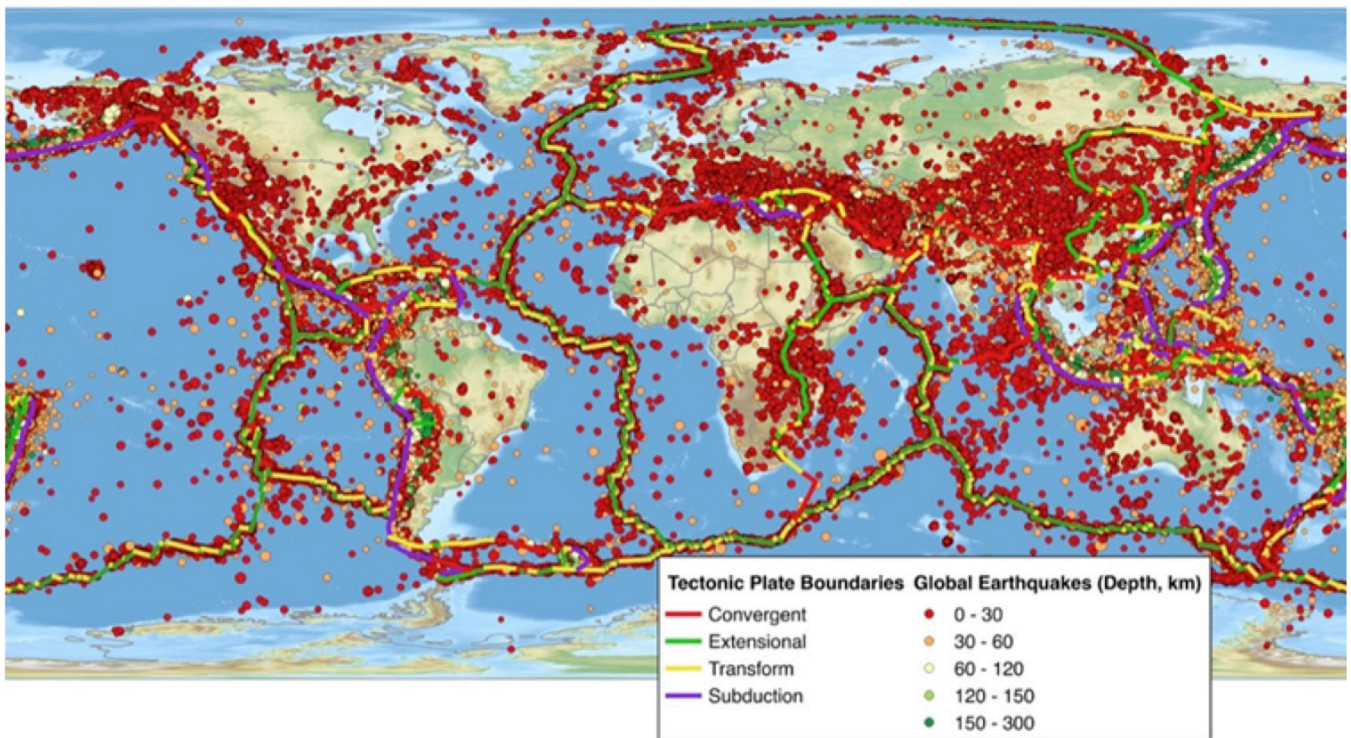 Tectonic Plate Boundaries Global Earthquakes (Depth, km)
Convergent 0 - 30
Extensional 30 - 60
Transform 60 - 120
Subduction 120 - 150
150 - 300